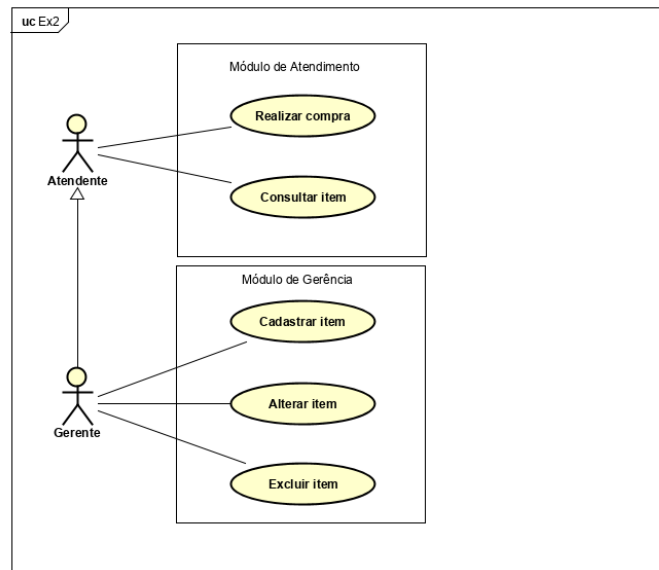 uc Ex2
Módulo de Atendimento
Realizar compra
Atendente
Consultar item
Módulo de Gerência
Cadastrar item
Alterar item
Gerente
Excluir item